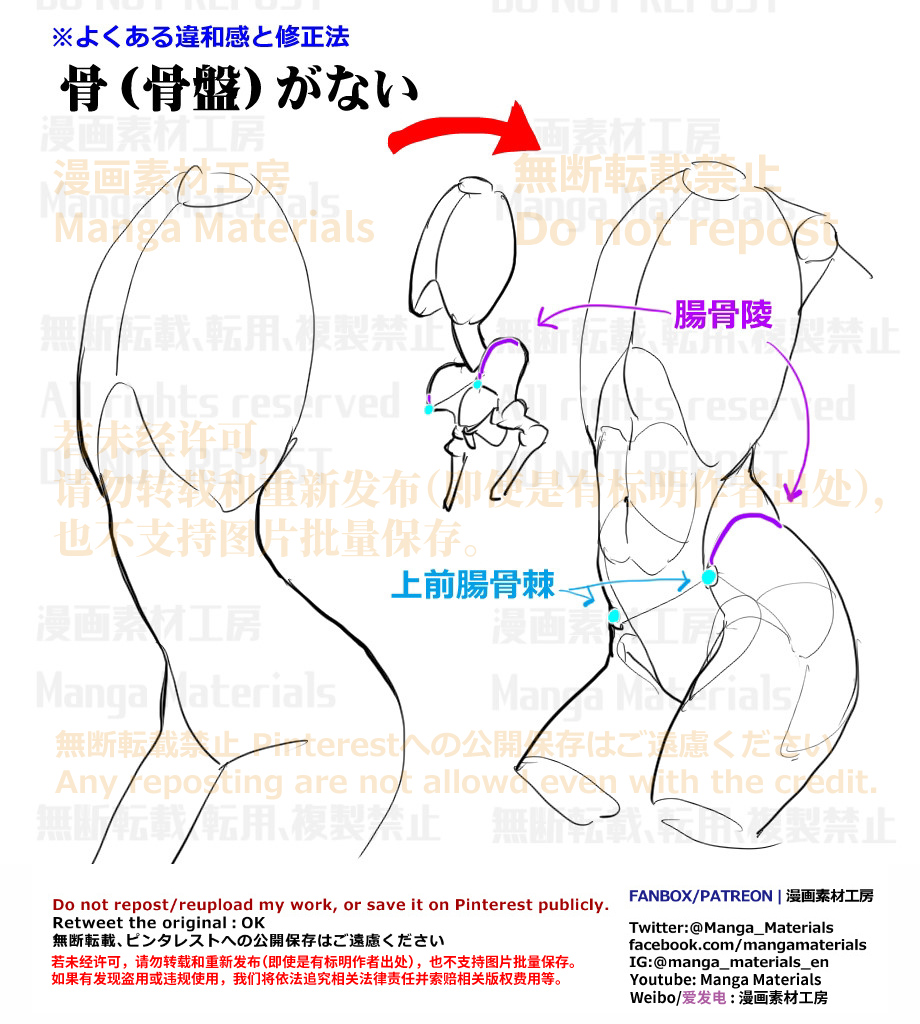 DO NOT REPOST DO NOT REPOST
※よくある違和感と修正法
骨(骨盤)がない
漫画素材工房 漫画素材工房
漫画素材工房 無断転載禁止
Manga Materials Manga Materials
Manga Materials Do not repost
腸骨陵
無断転載、転用、複製禁止 無断転載、転用、複製禁止
All rights reserved All rights reserved
若未经许可,
DO NOT REPOST DO NOT REPOST
请勿转载和重新发布(即使是有标明作者出处),
也不支持图片批量保存。
上前腸骨棘
漫画素材工房 漫画素材工房
Manga Materials Manga Materials
無断転載禁止 Pinterestへの公開保存はご遠慮ください
Any reposting are not allowd even with the credit.
無断転載、転用、複製禁止 無断転載、転用、複製禁止
Do not repost/reupload my work, or save it on Pinterest publicly.
Retweet the original : OK
無断転載、ピンタレストへの公開保存はご遠慮ください
若未经许可，请勿转载和重新发布(即使是有标明作者出处)，也不支持图片批量保存。
如果有发现盗用或违规使用，我们将依法追究相关法律责任并索赔相关版权费用等。
FANBOX/PATREON | 漫画素材工房
Twitter:@Manga_Materials
facebook.com/mangamaterials
IG:@manga_materials_en
Youtube: Manga Materials
Weibo/爱发电 : 漫画素材工房